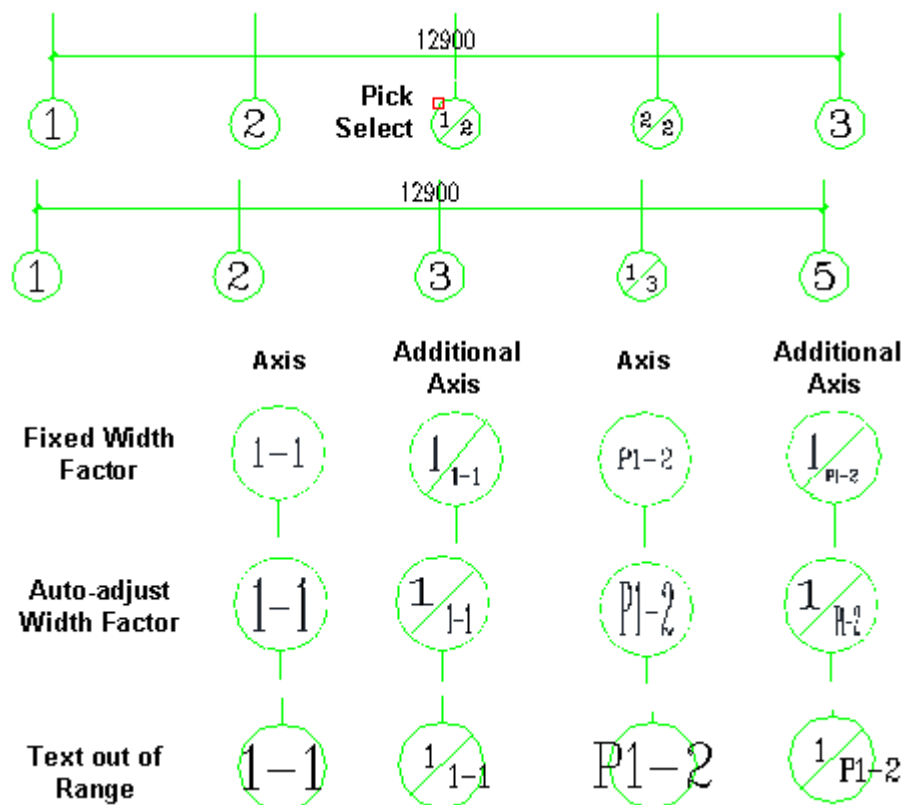 12900
1 2 Pick Select 1/2 2/2 3
12900
1 2 3 1/3 5
Axis Additional Axis Axis Additional Axis
Fixed Width Factor 1-1 1/1-1 P1-2 1/P1-2
Auto-adjust Width Factor 1-1 1/1-1 P1-2 1/P1-2
Text out of Range 1-1 1/1-1 P1-2 1/P1-2